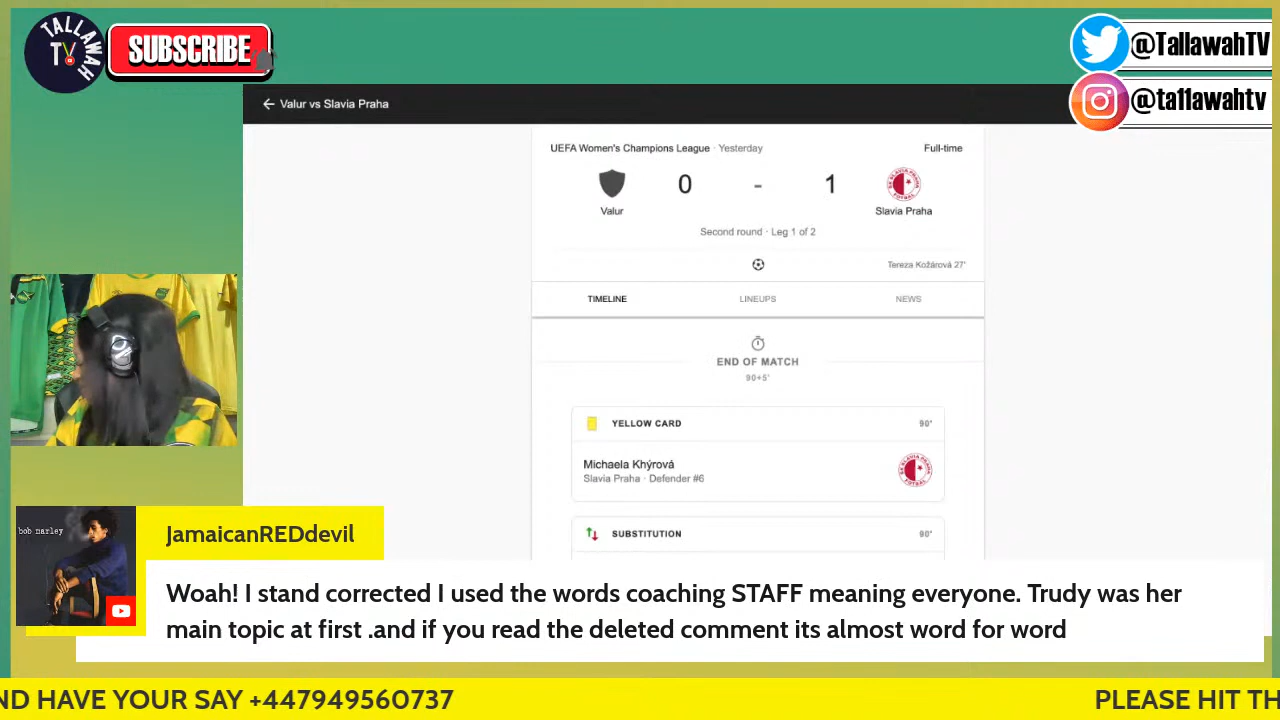 TALLAWAH
TV
SUBSCRIBE
@TallawahTV
@ta11awahtv
Valur vs Slavia Praha
UEFA Women's Champions League · Yesterday
Full-time
0 - 1
Valur
Slavia Praha
Second round · Leg 1 of 2
Tereza Kožárová 27'
TIMELINE
LINEUPS
NEWS
END OF MATCH
90+5'
YELLOW CARD
90'
Michaela Khýrová
Slavia Praha · Defender #6
SUBSTITUTION
90'
bob marley
JamaicanREDdevil
Woah! I stand corrected I used the words coaching STAFF meaning everyone. Trudy was her
main topic at first .and if you read the deleted comment its almost word for word
ND HAVE YOUR SAY +447949560737
PLEASE HIT TH